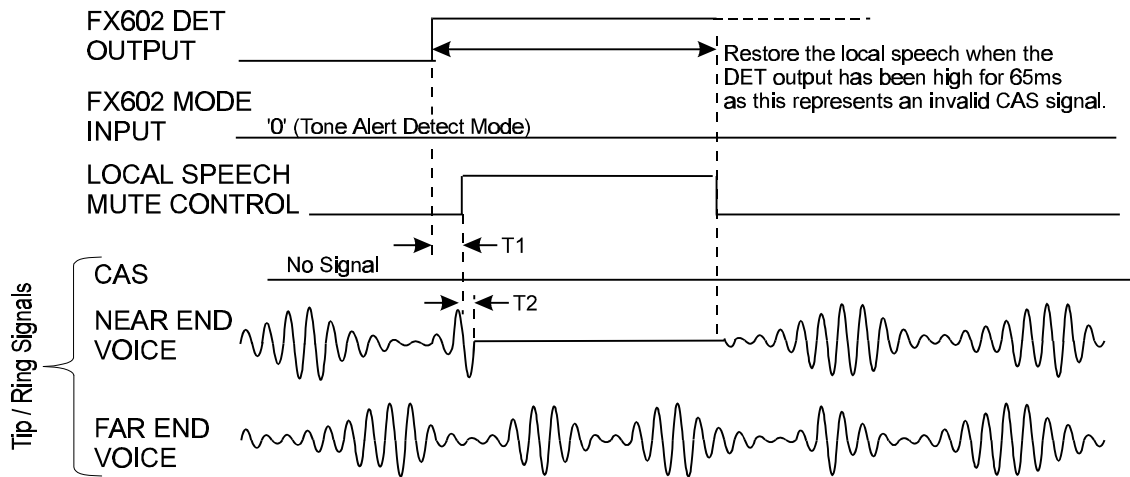 FX602 DET
OUTPUT
Restore the local speech when the
DET output has been high for 65ms
as this represents an invalid CAS signal.
FX602 MODE
INPUT
'0' (Tone Alert Detect Mode)
LOCAL SPEECH
MUTE CONTROL
T1
CAS
No Signal
T2
NEAR END
VOICE
FAR END
VOICE
Tip / Ring Signals